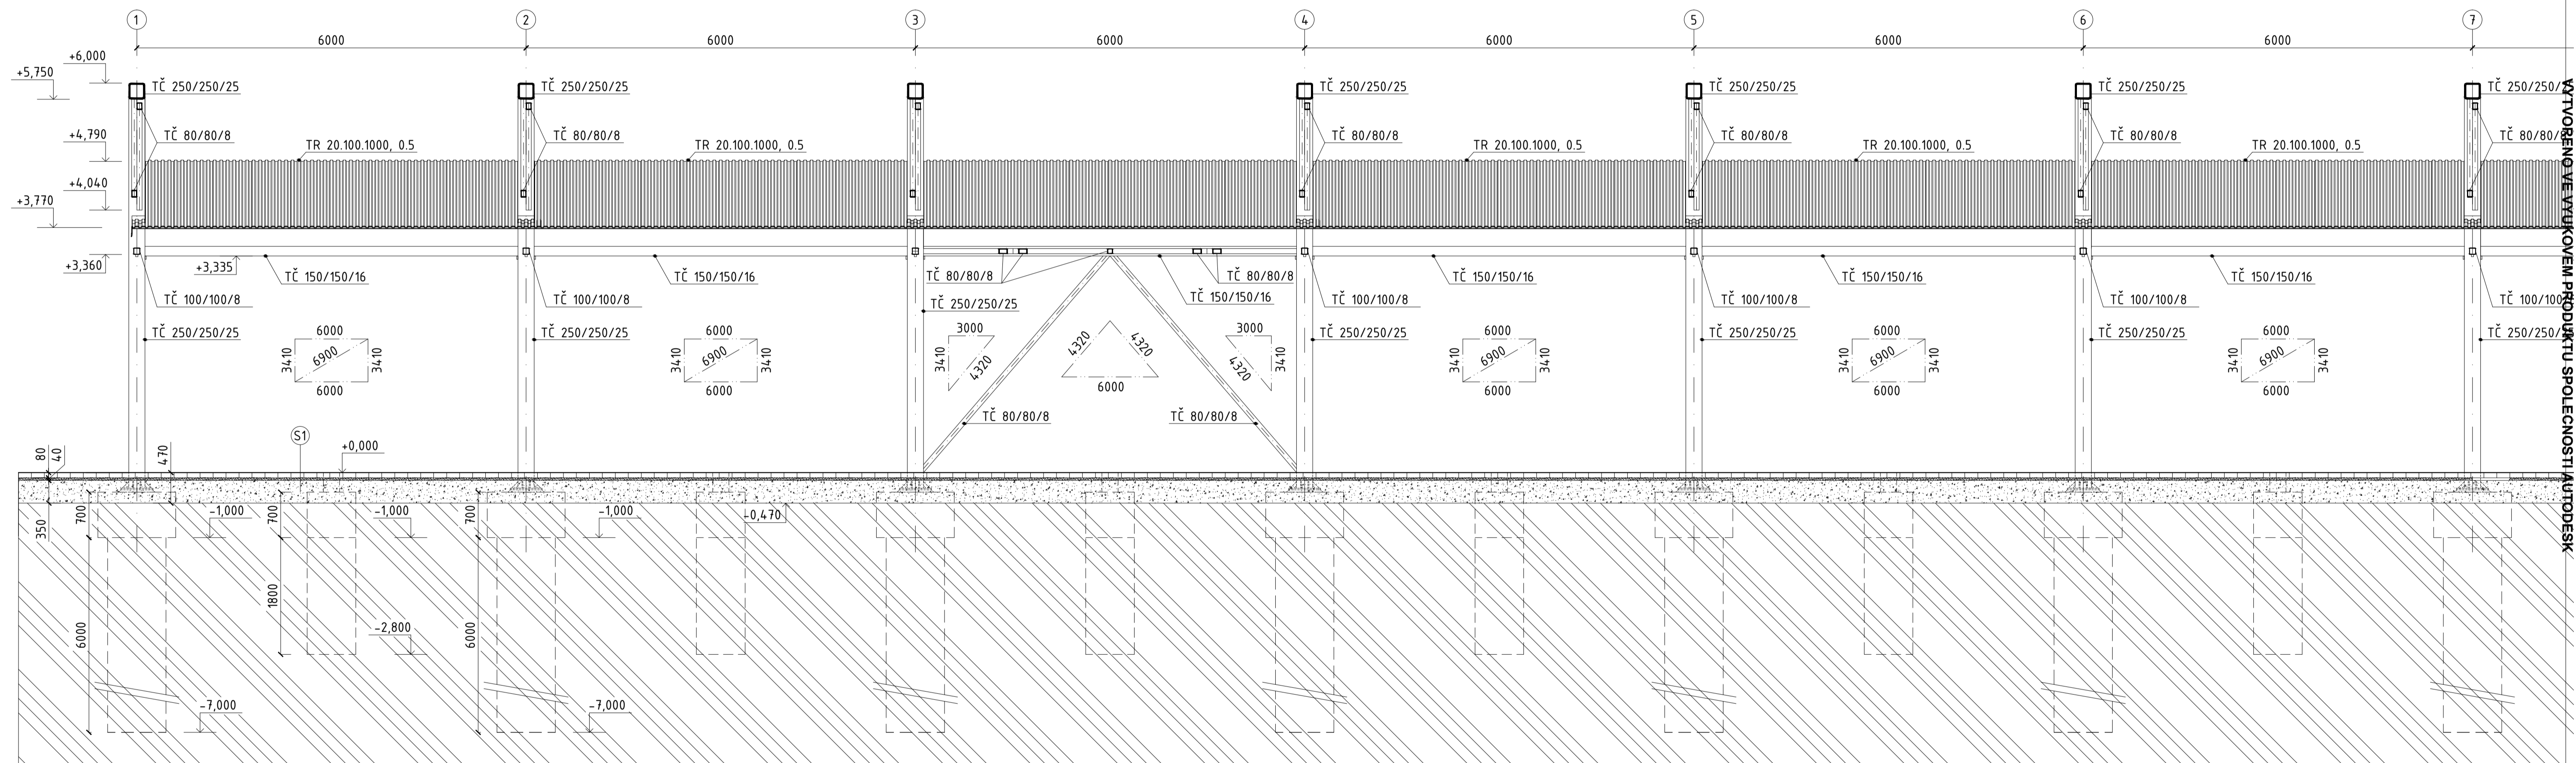 1 2 3 4 5 6 7
6000 6000 6000 6000 6000 6000
+6,000
+5,750
TČ 250/250/25 TČ 250/250/25 TČ 250/250/25 TČ 250/250/25 TČ 250/250/25 TČ 250/250/2
+4,790
TČ 80/80/8 TČ 80/80/8 TČ 80/80/8 TČ 80/80/8 TČ 80/80/8 TČ 80/80/8
TR 20.100.1000, 0.5 TR 20.100.1000, 0.5 TR 20.100.1000, 0.5 TR 20.100.1000, 0.5 TR 20.100.1000, 0.5
+4,040
+3,770
+3,360
+3,335
TČ 150/150/16 TČ 150/150/16 TČ 80/80/8 TČ 80/80/8 TČ 150/150/16 TČ 150/150/16 TČ 150/150/16
TČ 150/150/16
TČ 100/100/8 TČ 100/100/8 TČ 250/250/25 TČ 100/100/8 TČ 100/100/8 TČ 100/100/8 TČ 100/100
TČ 250/250/25 TČ 250/250/25 TČ 250/250/25 TČ 250/250/25 TČ 250/250/25 TČ 250/250/2
6000 6000 3000 3000 6000 6000 6000
3410 6900 3410 3410 6900 3410 3410 4320 4320 4320 4320 3410 3410 6900 3410 3410 6900 3410 3410 6900 3410
6000 6000 6000 6000 6000 6000
TČ 80/80/8 TČ 80/80/8
S1
+0,000
80
40
470
350
700 -1,000 700 -1,000 700 -1,000 -0,470
1800
6000 -2,800 6000
-7,000 -7,000
VYTVOŘENO VE VÝUKOVÉM PRODUKTU SPOLEČNOSTI AUTODESK